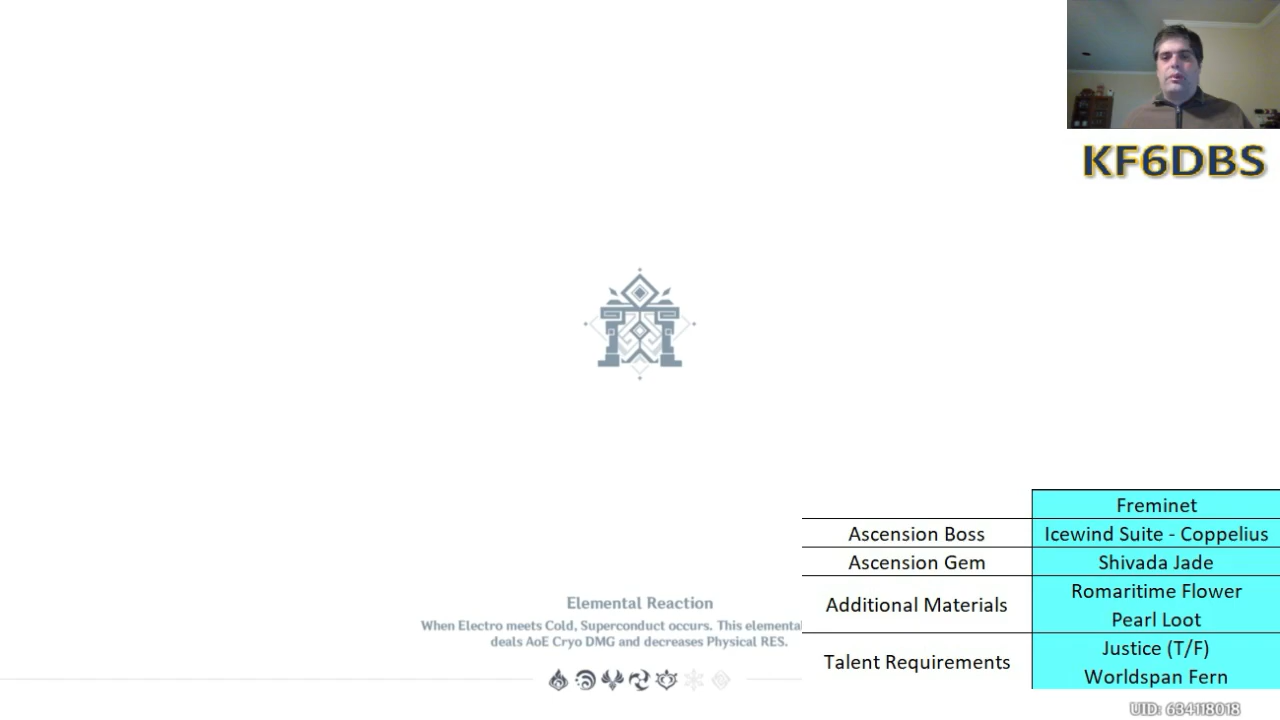 KF6DBS
Freminet
Ascension Boss
Icewind Suite - Coppelius
Ascension Gem
Shivada Jade
Additional Materials
Romaritime Flower
Pearl Loot
Talent Requirements
Justice (T/F)
Worldspan Fern
Elemental Reaction
When Electro meets Cold, Superconduct occurs. This elemental
deals AoE Cryo DMG and decreases Physical RES.
UID: 634118018